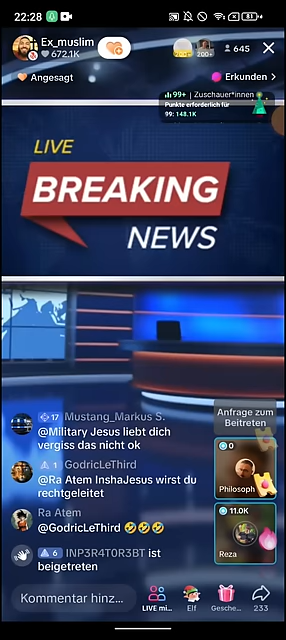 22:28
81
Ex_muslim
672.1K
200+
645
Angesagt
Erkunden
99+ | Zuschauer*innen
Punkte erforderlich für
99: 148.1K
LIVE
BREAKING
NEWS
17 Mustang_Markus S.
@Military Jesus liebt dich
vergiss das nicht ok
1 GodricLeThird
@Ra Atem InshaJesus wirst du
rechtgeleitet
Ra Atem
@GodricLeThird 🤣🤣🤣
6 INP3R4T0R3BT ist
beigetreten
Anfrage zum
Beitreten
0
Philosoph
11.0K
Reza
Kommentar hinz...
LIVE mi...
Elf
Gesche...
233